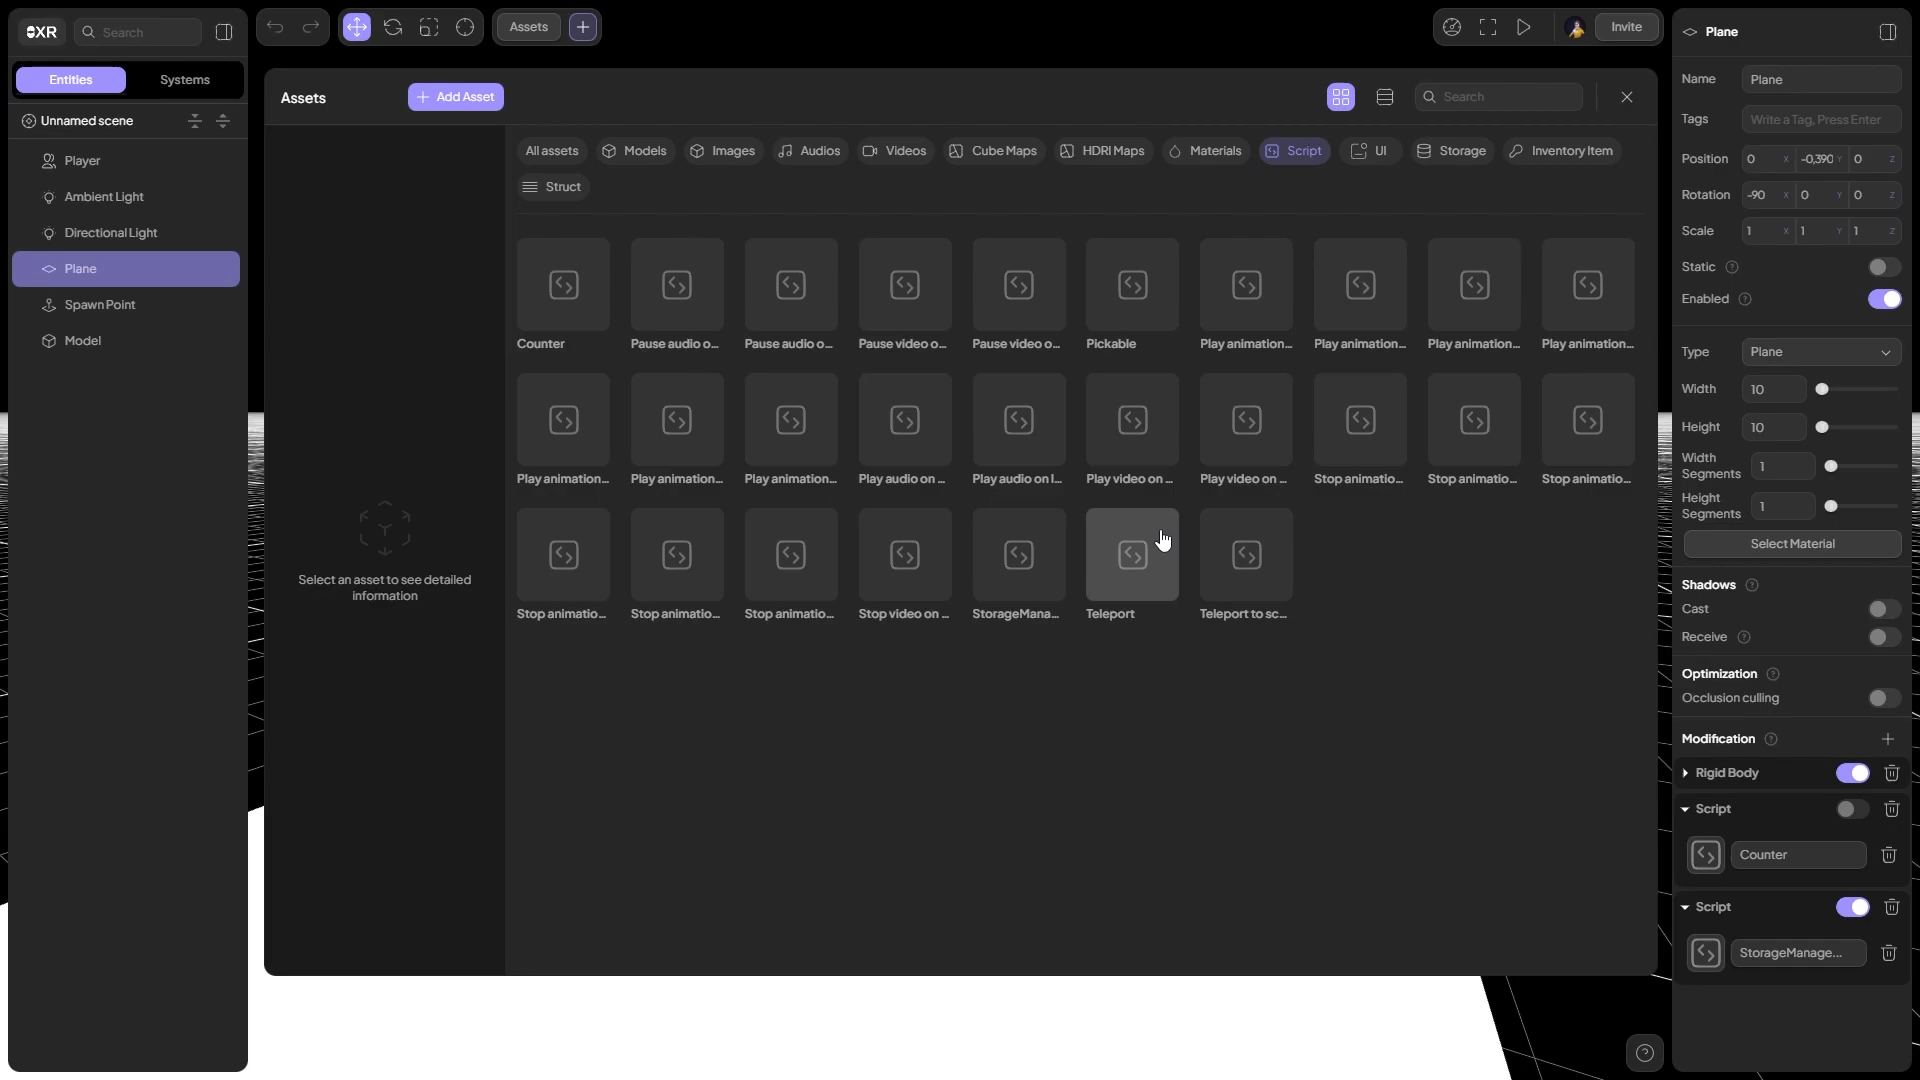 OXR
Search
Assets
Invite
Plane
Entities
Systems
Unnamed scene
Player
Ambient Light
Directional Light
Plane
Spawn Point
Model
Assets
Add Asset
Search
All assets
Models
Images
Audios
Videos
Cube Maps
HDRI Maps
Materials
Script
UI
Storage
Inventory Item
Struct
Select an asset to see detailed
information
Counter
Pause audio o...
Pause audio o...
Pause video o...
Pause video o...
Pickable
Play animation...
Play animation...
Play animation...
Play animation...
Play animation...
Play animation...
Play animation...
Play audio on ...
Play audio on l...
Play video on ...
Play video on ...
Stop animatio...
Stop animatio...
Stop animatio...
Stop animatio...
Stop animatio...
Stop animatio...
Stop video on ...
StorageMana...
Teleport
Teleport to sc...
Name
Plane
Tags
Write a Tag, Press Enter
Position
0 X -0,390 Y 0 Z
Rotation
-90 X 0 Y 0 Z
Scale
1 X 1 Y 1 Z
Static
Enabled
Type
Plane
Width
10
Height
10
Width
Segments
1
Height
Segments
1
Select Material
Shadows
Cast
Receive
Optimization
Occlusion culling
Modification
Rigid Body
Script
Counter
Script
StorageManage...